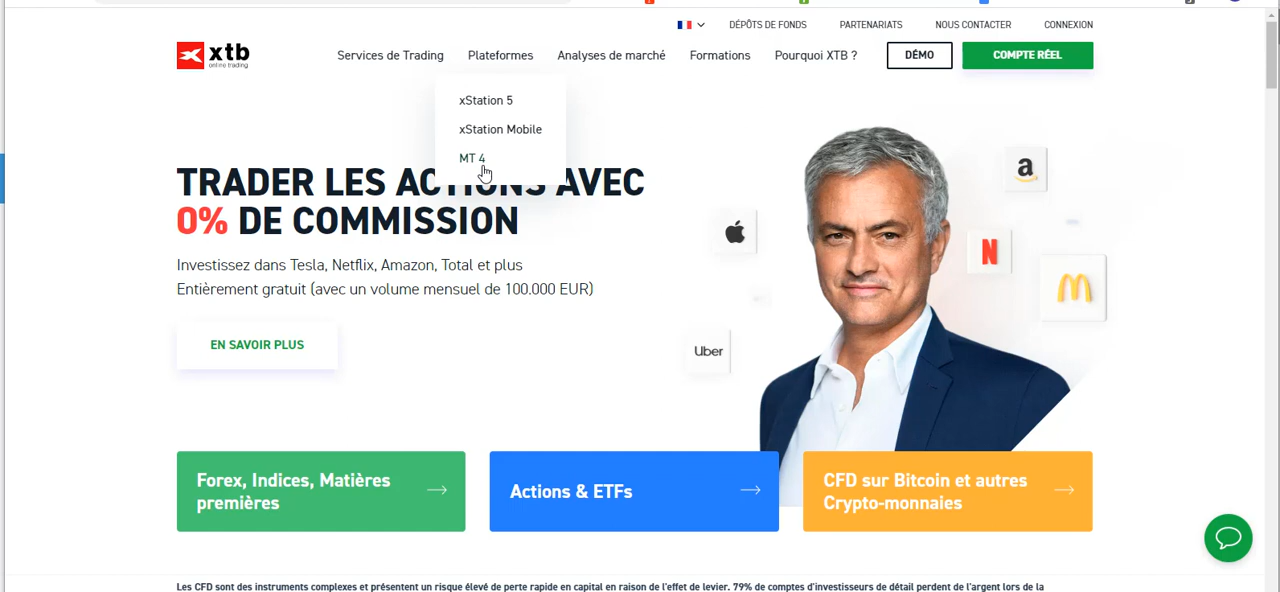 DÉPÔTS DE FONDS PARTENARIATS NOUS CONTACTER CONNEXION
xtb
online trading
Services de Trading Plateformes Analyses de marché Formations Pourquoi XTB ? DÉMO COMPTE RÉEL
xStation 5
xStation Mobile
MT 4
TRADER LES ACTIONS AVEC
0% DE COMMISSION
Investissez dans Tesla, Netflix, Amazon, Total et plus
Entièrement gratuit (avec un volume mensuel de 100.000 EUR)
EN SAVOIR PLUS
a
N
Uber
Forex, Indices, Matières
premières
Actions & ETFs
CFD sur Bitcoin et autres
Crypto-monnaies
Les CFD sont des instruments complexes et présentent un risque élevé de perte rapide en capital en raison de l'effet de levier. 79% de comptes d'investisseurs de détail perdent de l'argent lors de la